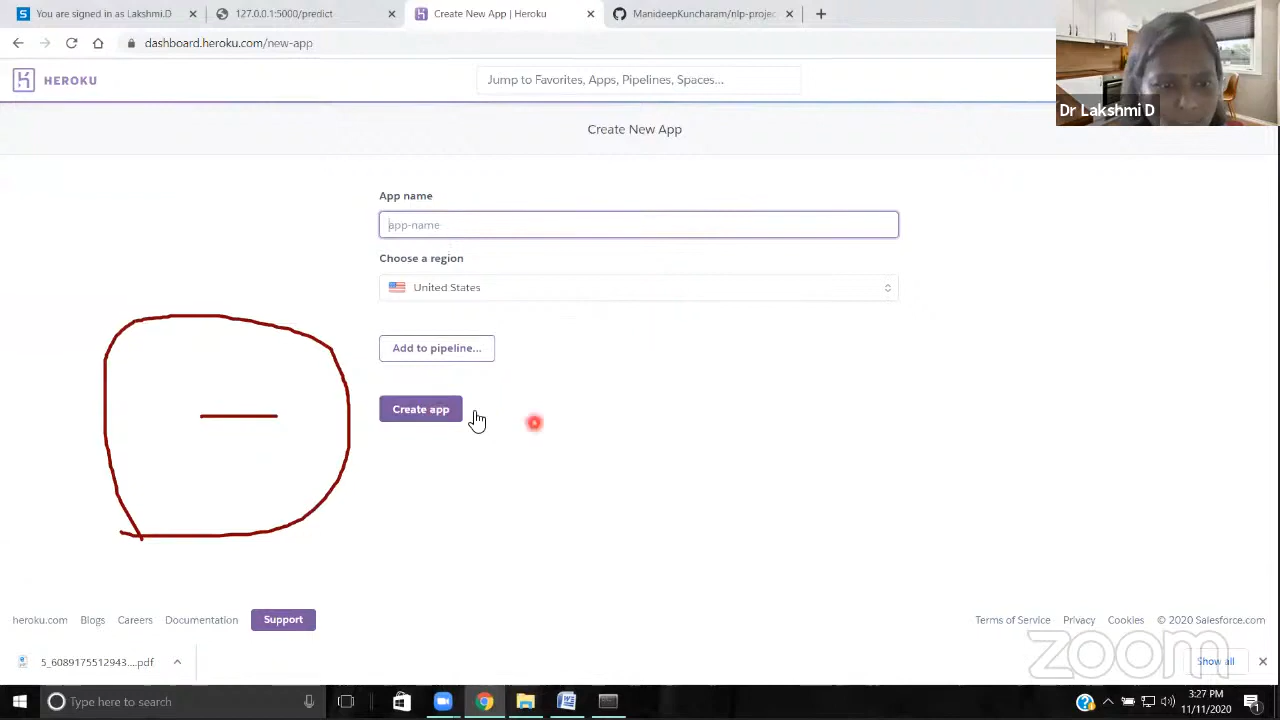 You are signed in as Lakshmi.D
127.0.0.1:5000/predict
Create New App | Heroku
ManideepKuncharam/nlp-projec
dashboard.heroku.com/new-app
HEROKU
Jump to Favorites, Apps, Pipelines, Spaces...
Dr Lakshmi D
Create New App
App name
app-name
Choose a region
United States
Add to pipeline...
Create app
heroku.com Blogs Careers Documentation Support Terms of Service Privacy Cookies © 2020 Salesforce.com
zoom
5_6089175512943....pdf
Show all
Type here to search
3:27 PM
11/11/2020
1